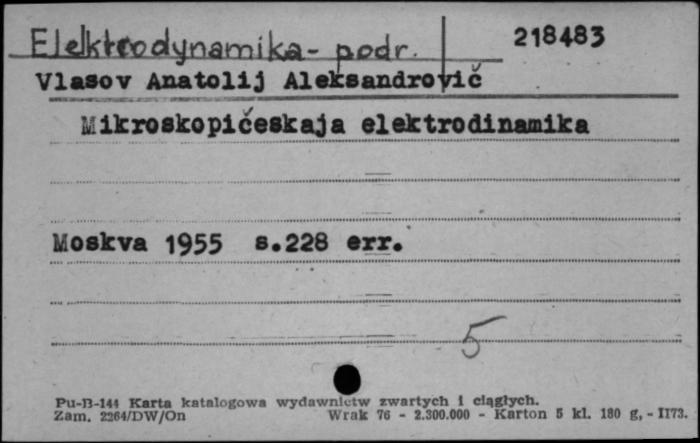 Elektrodynamika - podr. 218483
Vlasov Anatolij Aleksandrovič
Mikroskopičeskaja elektrodinamika
Moskva 1955 s.228 err.
5
Pu-B-144 Karta katalogowa wydawnictw zwartych i ciągłych.
Zam. 2264/DW/On Wrak 76 - 2.300.000 - Karton 5 kl. 180 g, - II73.